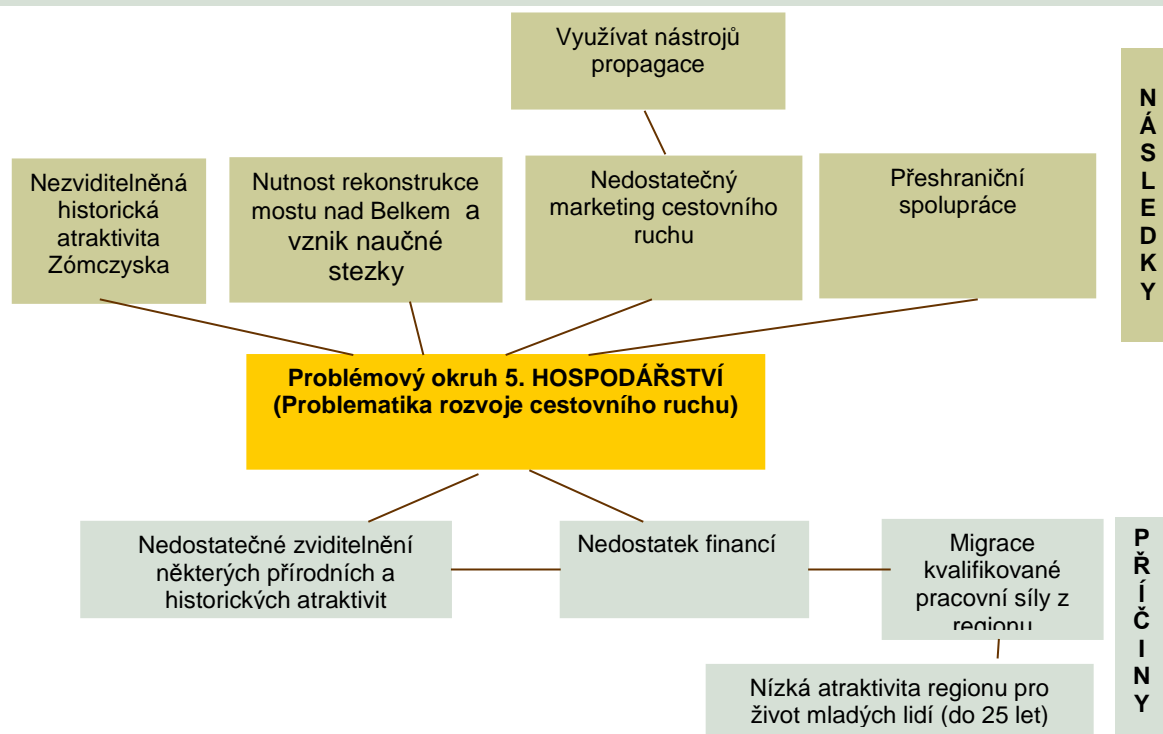 Využívat nástrojů
propagace
Nezviditelněná
historická
atraktivita
Zómczyska
Nutnost rekonstrukce
mostu nad Belkem a
vznik naučné
stezky
Nedostatečný
marketing cestovního
ruchu
Přeshraniční
spolupráce
N
Á
S
L
E
D
K
Y
Problémový okruh 5. HOSPODÁŘSTVÍ
(Problematika rozvoje cestovního ruchu)
Nedostatečné zviditelnění
některých přírodních a
historických atraktivit
Nedostatek financí
Migrace
kvalifikované
pracovní síly z
regionu
Nízká atraktivita regionu pro
život mladých lidí (do 25 let)
P
Ř
Í
Č
I
N
Y